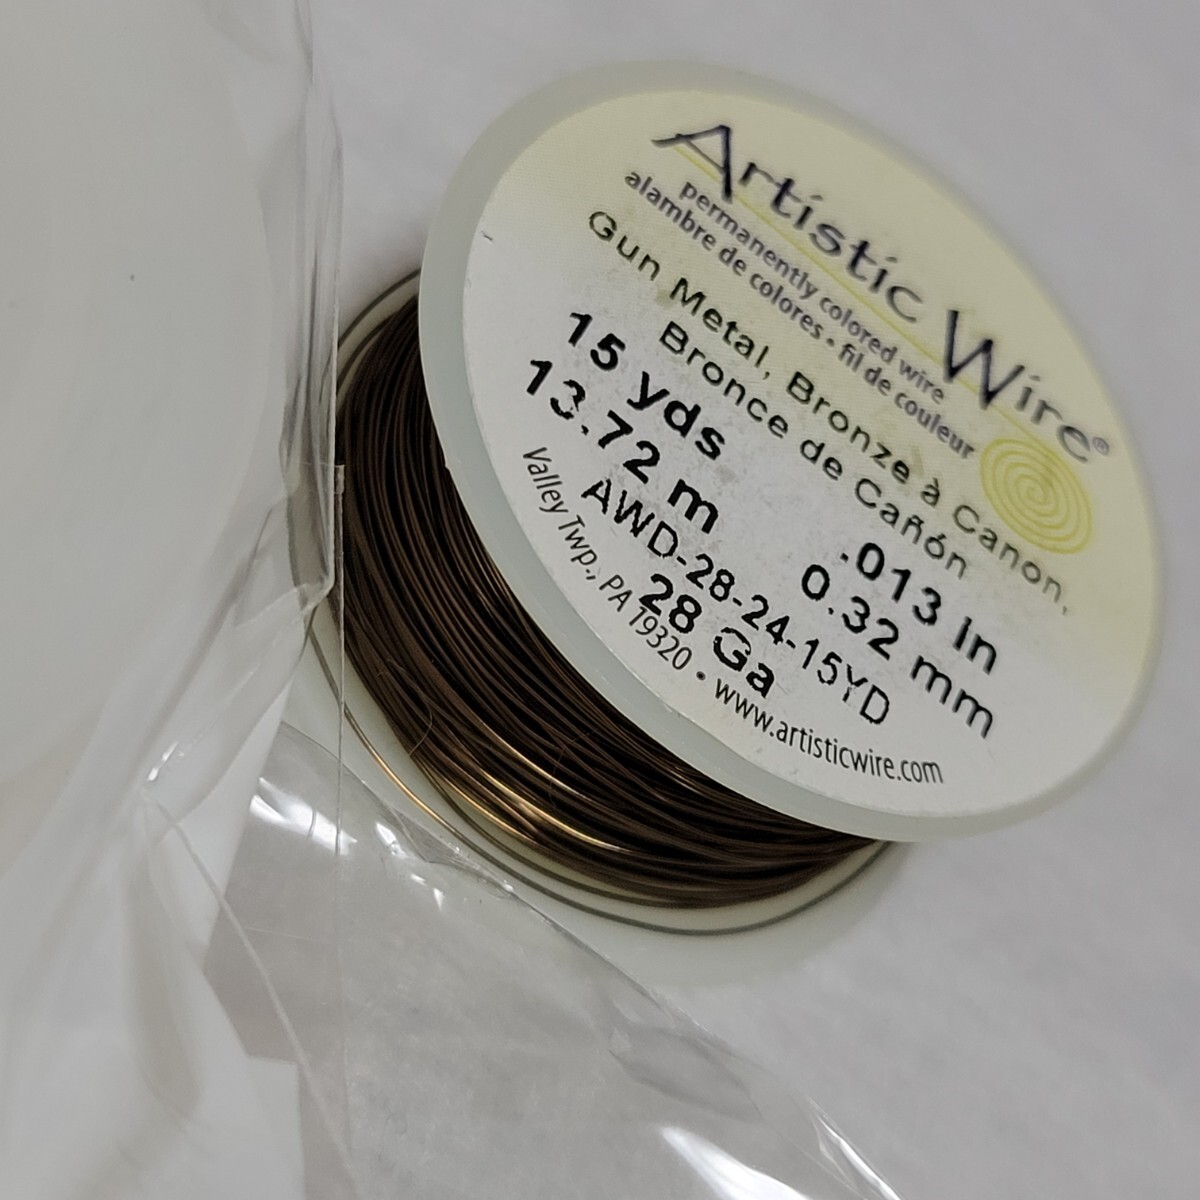 Artistic Wire®
permanently colored wire
alambre de colores • fil de couleur
Gun Metal, Bronze à Canon,
Bronce de Cañón
15 yds .013 in
13.72 m 0.32 mm
AWD-28-24-15YD
28 Ga
Valley Twp., PA 19320 • www.artisticwire.com